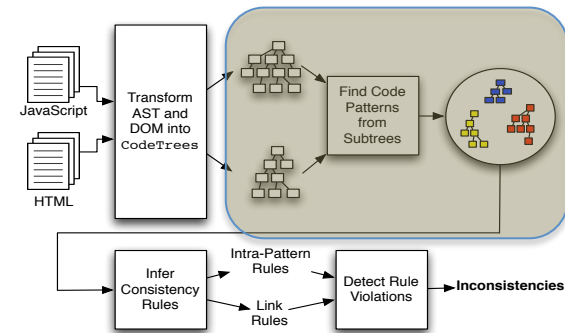 JavaScript
HTML
Transform
AST and
DOM into
CodeTrees
Find Code
Patterns
from
Subtrees
Infer
Consistency
Rules
Intra-Pattern
Rules
Link
Rules
Detect Rule
Violations
Inconsistencies